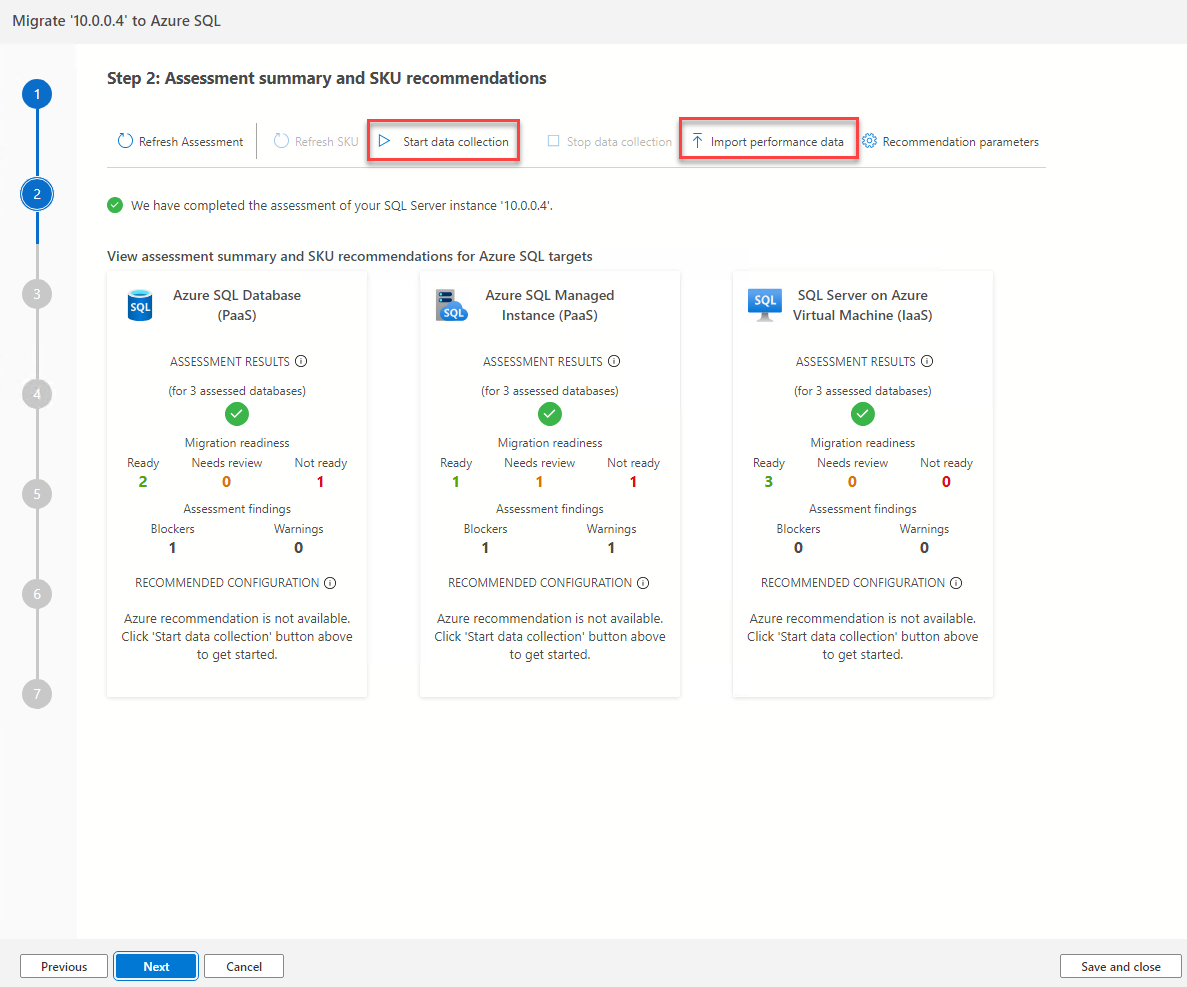 Migrate '10.0.0.4' to Azure SQL
1
2
3
4
5
6
7
Step 2: Assessment summary and SKU recommendations
Refresh Assessment
Refresh SKU
Start data collection
Stop data collection
Import performance data
Recommendation parameters
We have completed the assessment of your SQL Server instance '10.0.0.4'.
View assessment summary and SKU recommendations for Azure SQL targets
SQL
Azure SQL Database
(PaaS)
ASSESSMENT RESULTS
(for 3 assessed databases)
Migration readiness
Ready Needs review Not ready
2 0 1
Assessment findings
Blockers Warnings
1 0
RECOMMENDED CONFIGURATION
Azure recommendation is not available.
Click 'Start data collection' button above
to get started.
SQL
Azure SQL Managed
Instance (PaaS)
ASSESSMENT RESULTS
(for 3 assessed databases)
Migration readiness
Ready Needs review Not ready
1 1 1
Assessment findings
Blockers Warnings
1 1
RECOMMENDED CONFIGURATION
Azure recommendation is not available.
Click 'Start data collection' button above
to get started.
SQL
SQL Server on Azure
Virtual Machine (IaaS)
ASSESSMENT RESULTS
(for 3 assessed databases)
Migration readiness
Ready Needs review Not ready
3 0 0
Assessment findings
Blockers Warnings
0 0
RECOMMENDED CONFIGURATION
Azure recommendation is not available.
Click 'Start data collection' button above
to get started.
Previous
Next
Cancel
Save and close